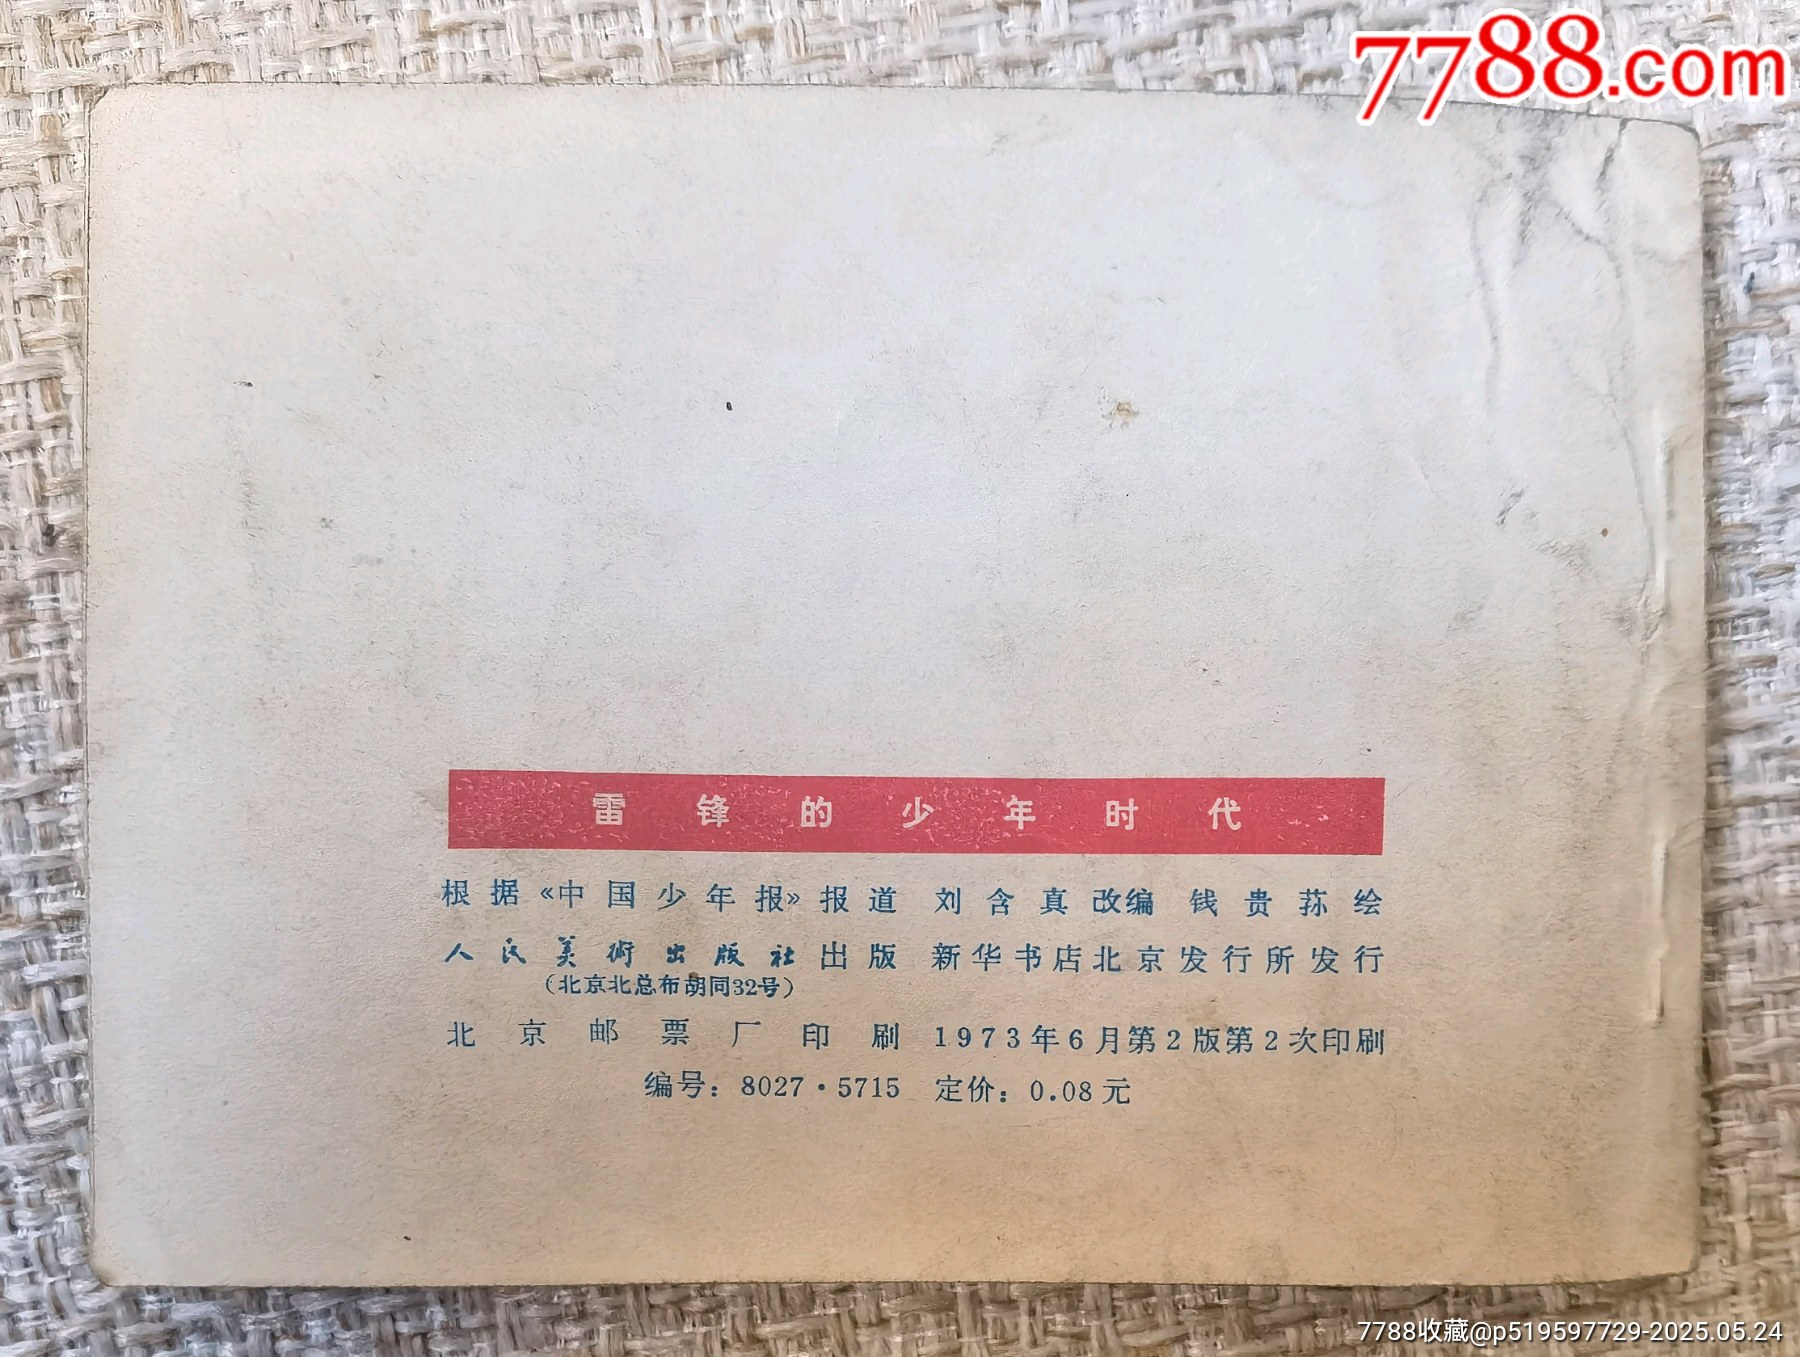 7788.com
雷锋的少年时代
根据《中国少年报》报道 刘含真改编 钱贵荪绘
人民美術出版社出版 新华书店北京发行所发行
(北京北总布胡同32号)
北京邮票厂印刷 1973年6月第2版第2次印刷
编号：8027·5715 定价：0.08元
7788收藏@p519597729-2025.05.24